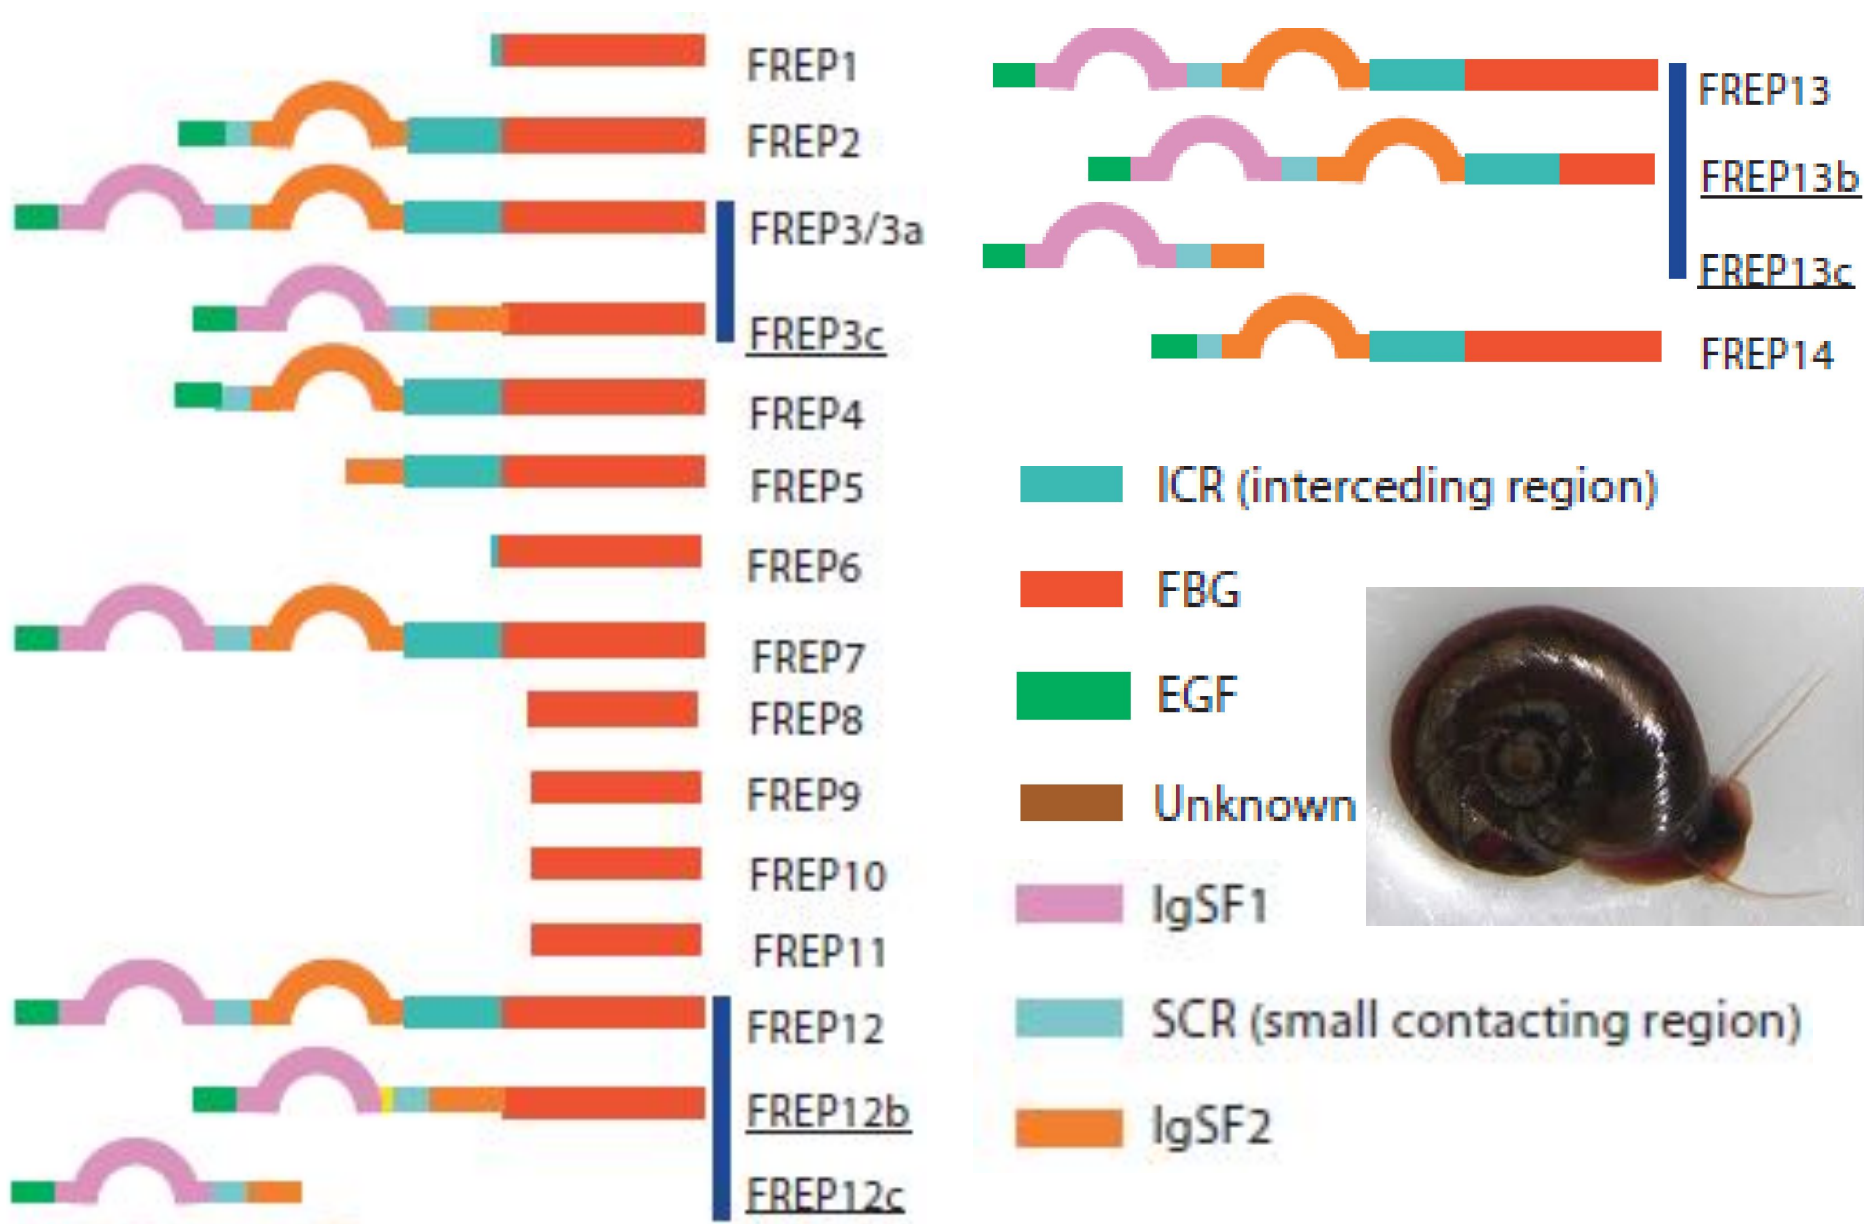 FREP1
FREP2
FREP3/3a
FREP3c
FREP4
FREP5
FREP6
FREP7
FREP8
FREP9
FREP10
FREP11
FREP12
FREP12b
FREP12c
FREP13
FREP13b
FREP13c
FREP14
ICR (interceding region)
FBG
EGF
Unknown
IgSF1
SCR (small contacting region)
IgSF2